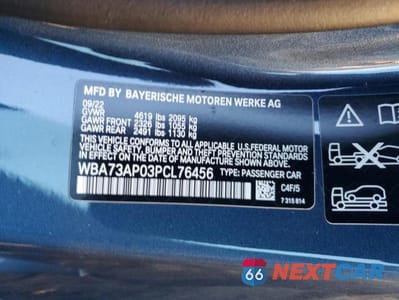 MFD BY BAYERISCHE MOTOREN WERKE AG
09/22
GVWR 4619 lbs 2095 kg
GAWR FRONT 2326 lbs 1055 kg
GAWR REAR 2491 lbs 1130 kg
THIS VEHICLE CONFORMS TO ALL APPLICABLE U.S. FEDERAL MOTOR
VEHICLE SAFETY, BUMPER, AND THEFT PREVENTION STANDARDS
IN EFFECT ON THE DATE OF MANUFACTURE SHOWN ABOVE.
WBA73AP03PCL76456 TYPE: PASSENGER CAR
C4F/5
7 315 814
66 NEXTCAR